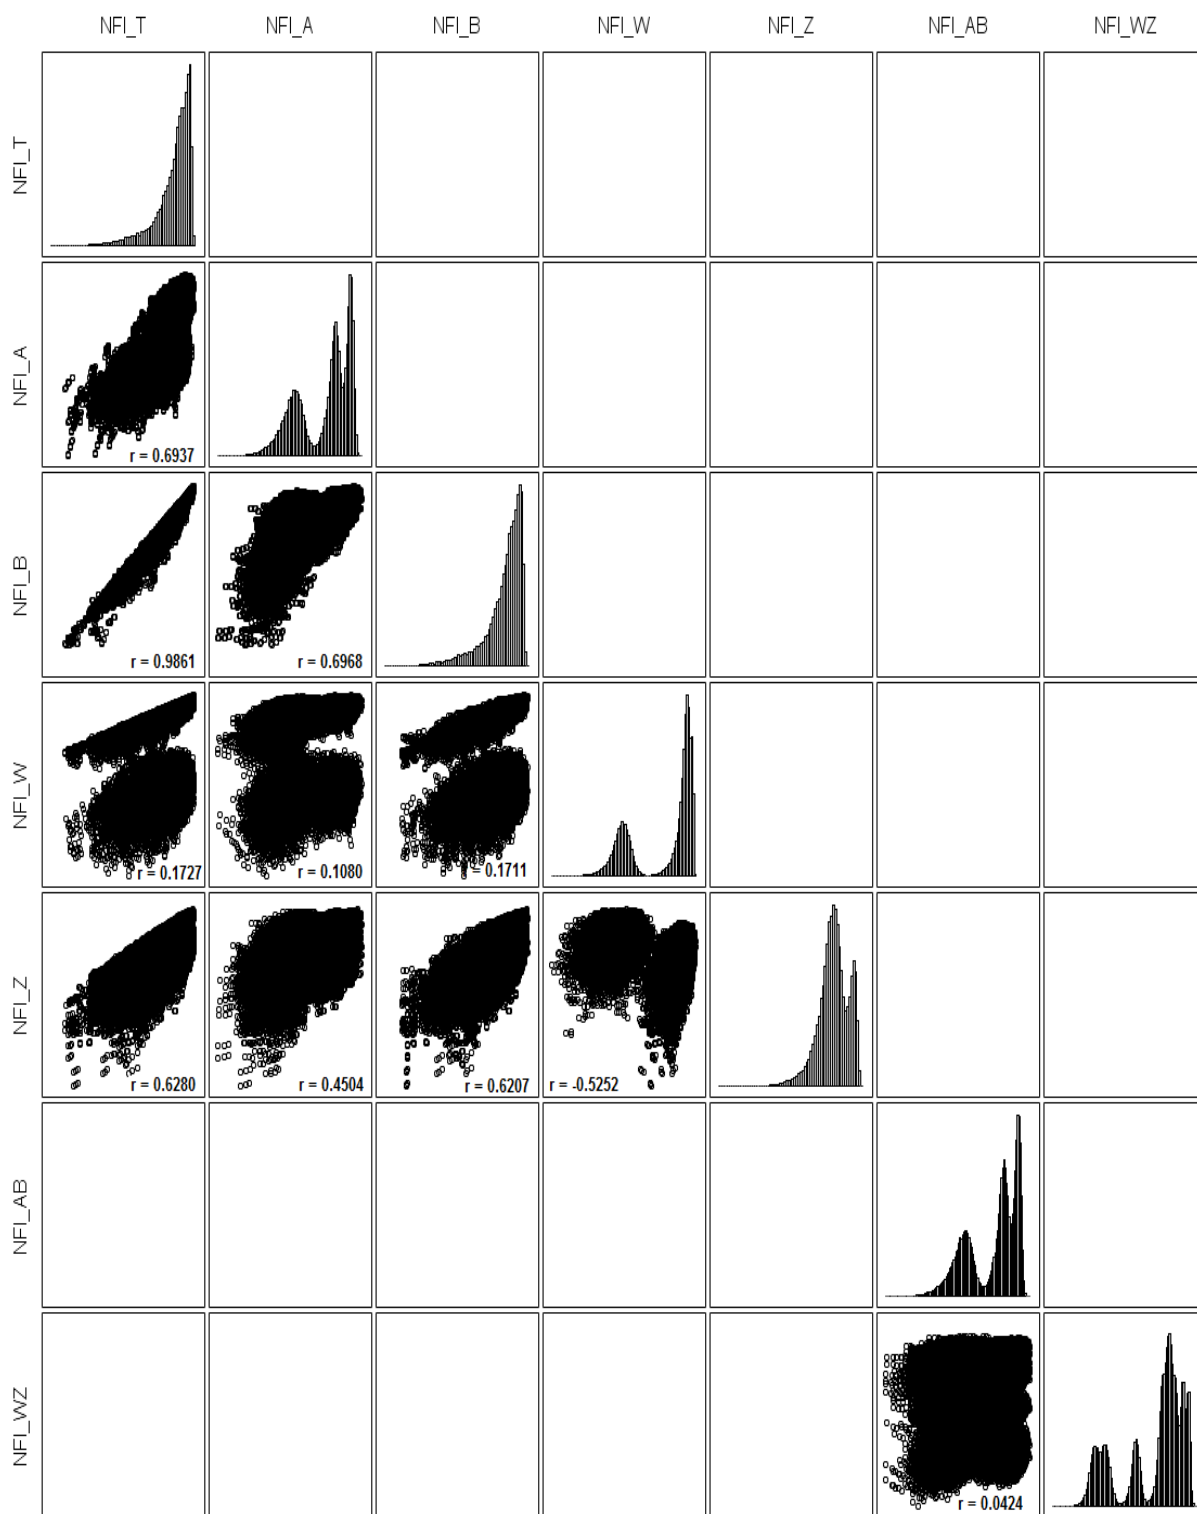 NFI_T NFI_A NFI_B NFI_W NFI_Z NFI_AB NFI_WZ
NFI_T
NFI_A
r = 0.6937
NFI_B
r = 0.9861 r = 0.6968
NFI_W
r = 0.1727 r = 0.1080 = 0.1711
NFI_Z
r = 0.6280 r = 0.4504 r = 0.6207 r = -0.5252
NFI_AB
NFI_WZ
r = 0.0424